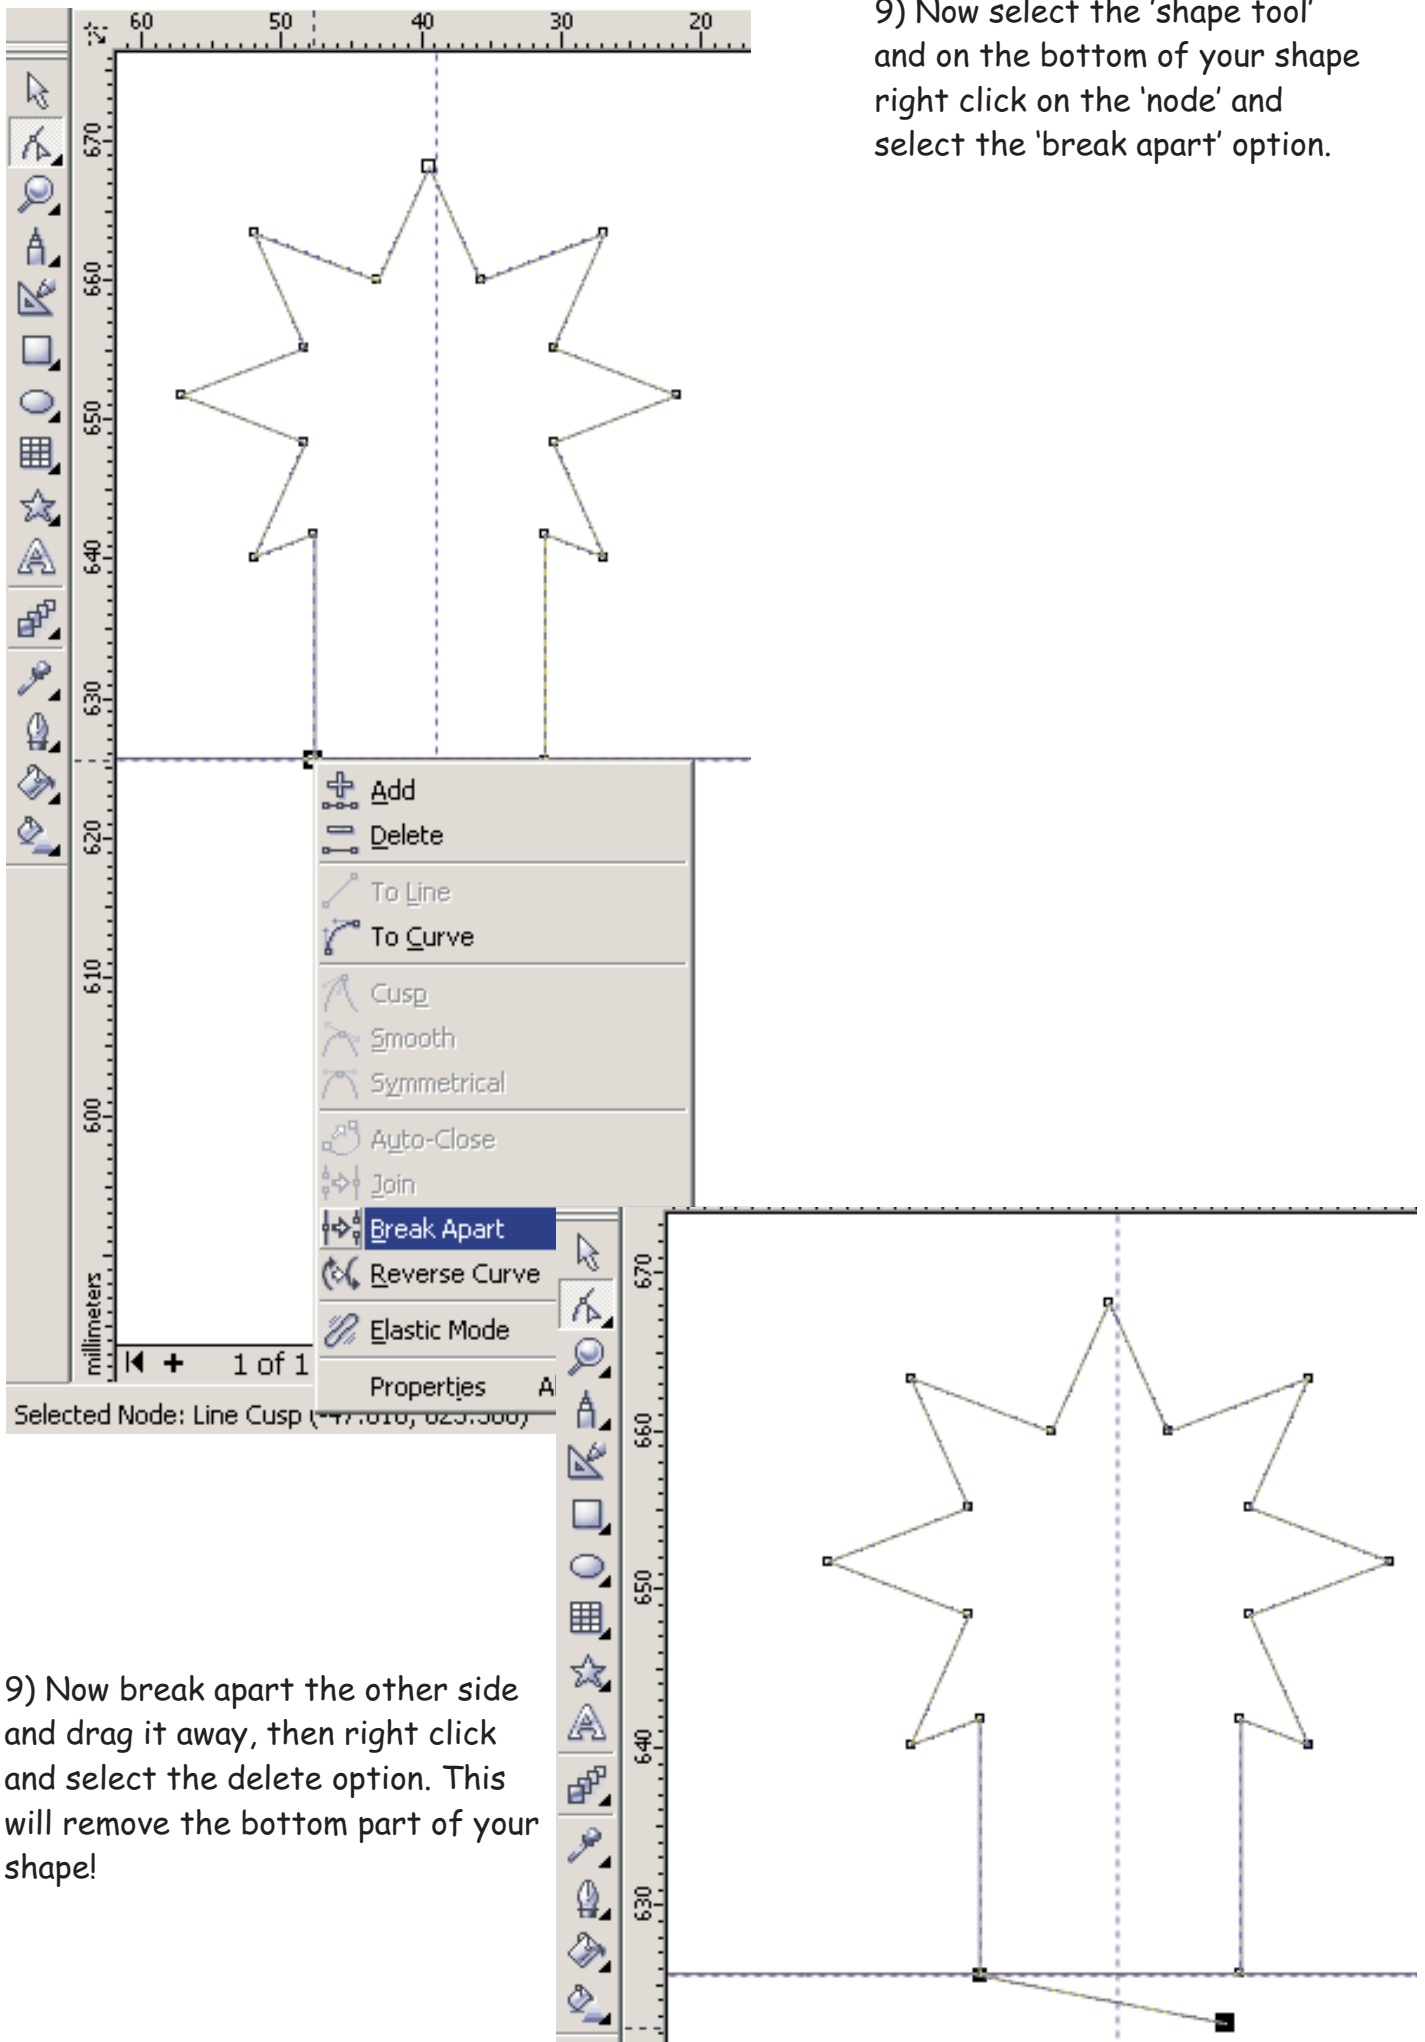 60 50 40 30 20
9) Now select the ‘shape tool’
and on the bottom of your shape
right click on the ‘node’ and
select the ‘break apart’ option.
670
660
650
640
630
620
610
600
millimeters
Add
Delete
To Line
To Curve
Cusp
Smooth
Symmetrical
Auto-Close
Join
Break Apart
Reverse Curve
Elastic Mode
Properties
1 of 1
Selected Node: Line Cusp
670
660
650
640
630
9) Now break apart the other side
and drag it away, then right click
and select the delete option. This
will remove the bottom part of your
shape!